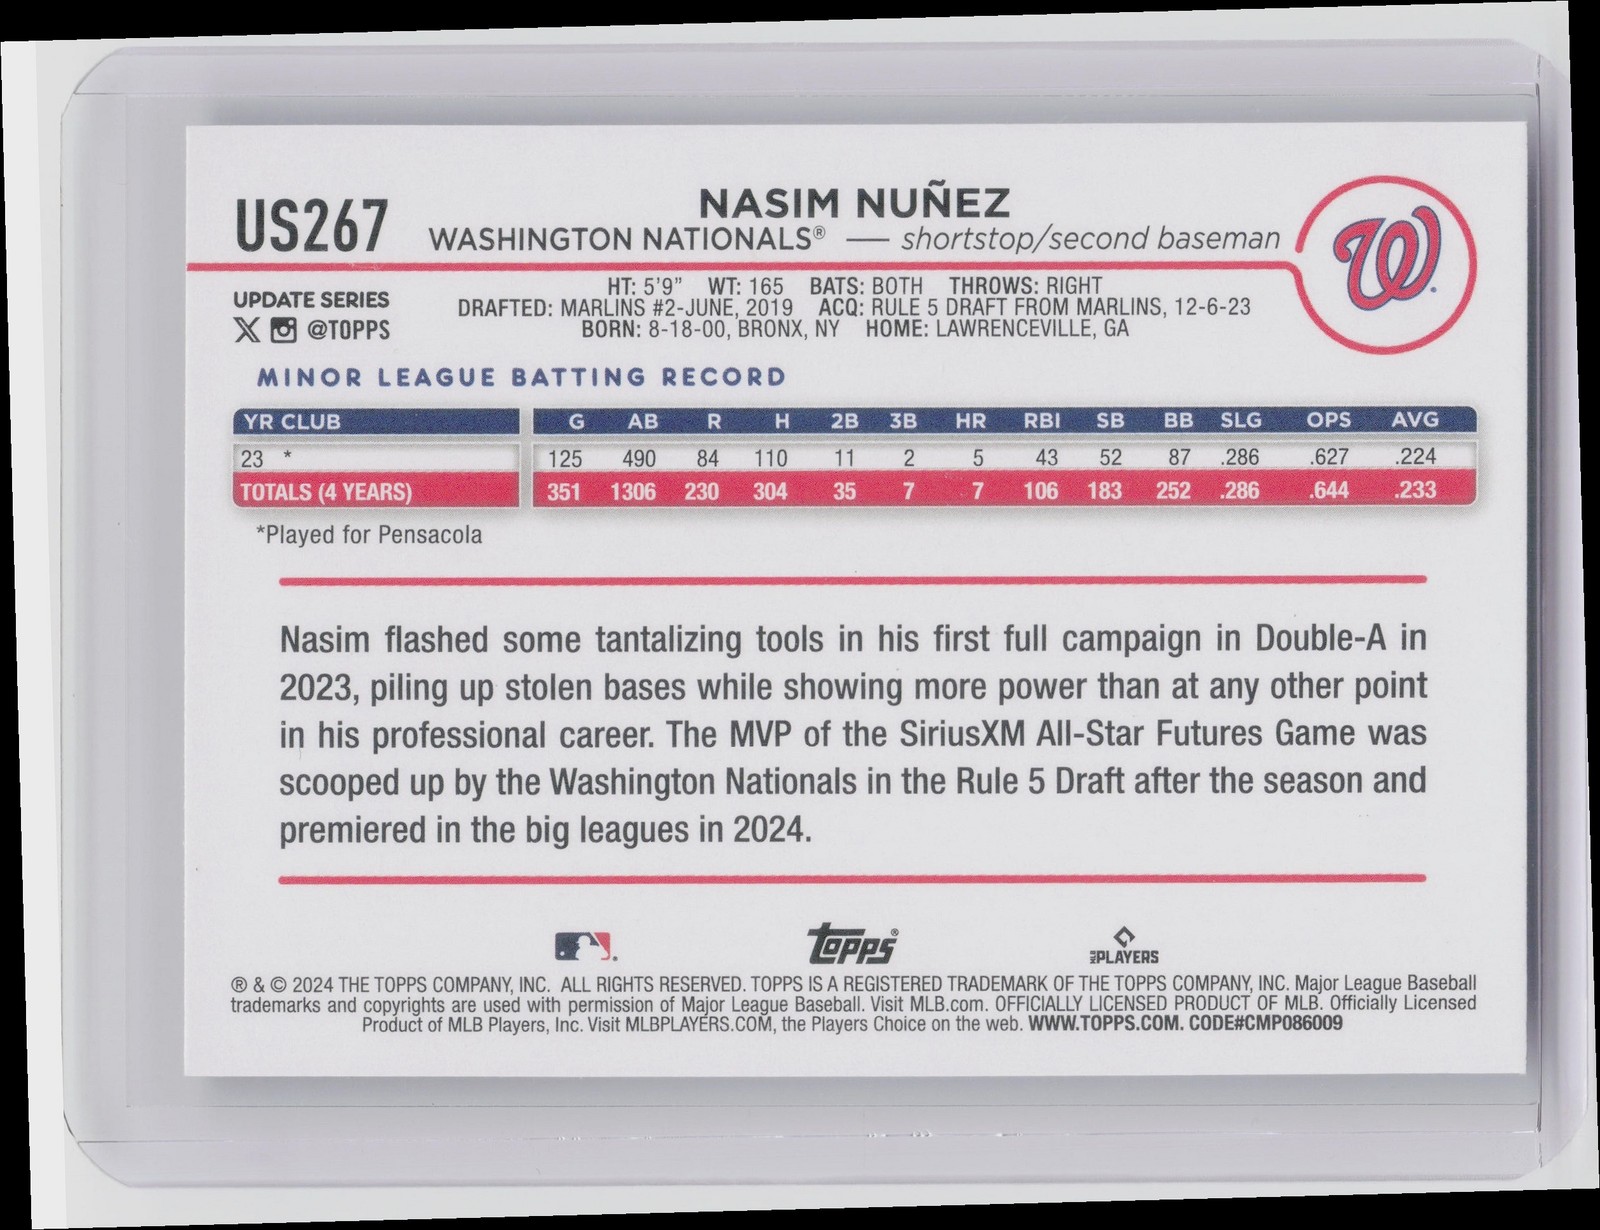 US267
NASIM NUÑEZ
WASHINGTON NATIONALS® — shortstop/second baseman
W
UPDATE SERIES
X @TOPPS
HT: 5'9" WT: 165 BATS: BOTH THROWS: RIGHT
DRAFTED: MARLINS #2-JUNE, 2019 ACQ: RULE 5 DRAFT FROM MARLINS, 12-6-23
BORN: 8-18-00, BRONX, NY HOME: LAWRENCEVILLE, GA
MINOR LEAGUE BATTING RECORD
YR CLUB G AB R H 2B 3B HR RBI SB BB SLG OPS AVG
23 * 125 490 84 110 11 2 5 43 52 87 .286 .627 .224
TOTALS (4 YEARS) 351 1306 230 304 35 7 7 106 183 252 .286 .644 .233
*Played for Pensacola
Nasim flashed some tantalizing tools in his first full campaign in Double-A in
2023, piling up stolen bases while showing more power than at any other point
in his professional career. The MVP of the SiriusXM All-Star Futures Game was
scooped up by the Washington Nationals in the Rule 5 Draft after the season and
premiered in the big leagues in 2024.
Topps®
MLB PLAYERS
® & © 2024 THE TOPPS COMPANY, INC. ALL RIGHTS RESERVED. TOPPS IS A REGISTERED TRADEMARK OF THE TOPPS COMPANY, INC. Major League Baseball
trademarks and copyrights are used with permission of Major League Baseball. Visit MLB.com. OFFICIALLY LICENSED PRODUCT OF MLB. Officially Licensed
Product of MLB Players, Inc. Visit MLBPLAYERS.COM, the Players Choice on the web. WWW.TOPPS.COM. CODE#CMP086009